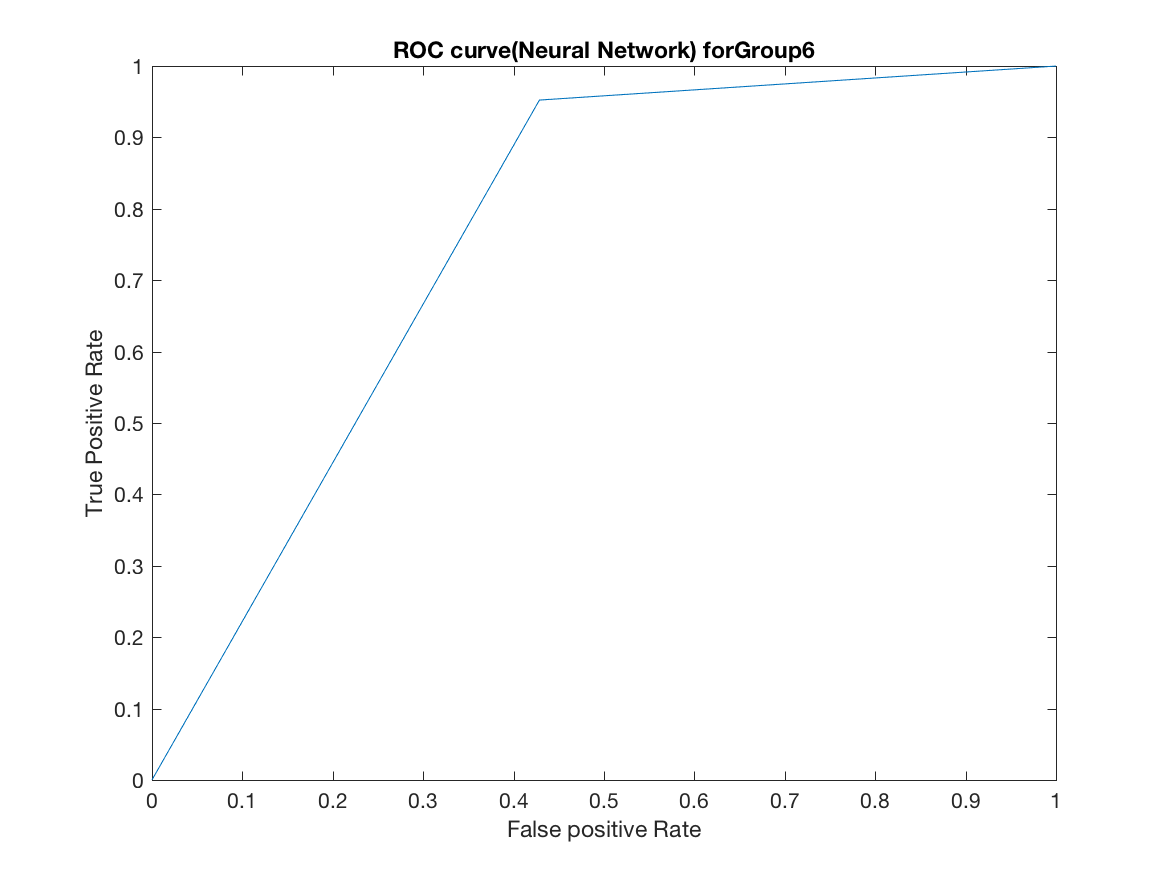 ROC curve(Neural Network) forGroup6
1
0.9
0.8
0.7
0.6
0.5
0.4
0.3
0.2
0.1
0
True Positive Rate
0 0.1 0.2 0.3 0.4 0.5 0.6 0.7 0.8 0.9 1
False positive Rate